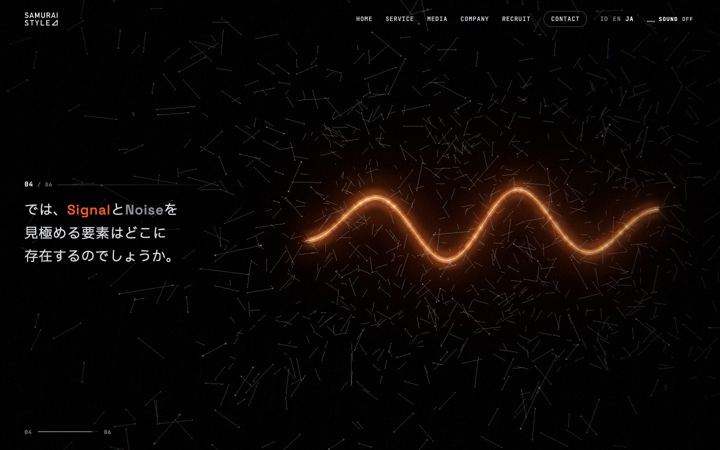 SAMURAI
STYLE
HOME SERVICE MEDIA COMPANY RECRUIT CONTACT ID EN JA SOUND OFF
04 / 06
では、SignalとNoiseを
見極める要素はどこに
存在するのでしょうか。
04 06